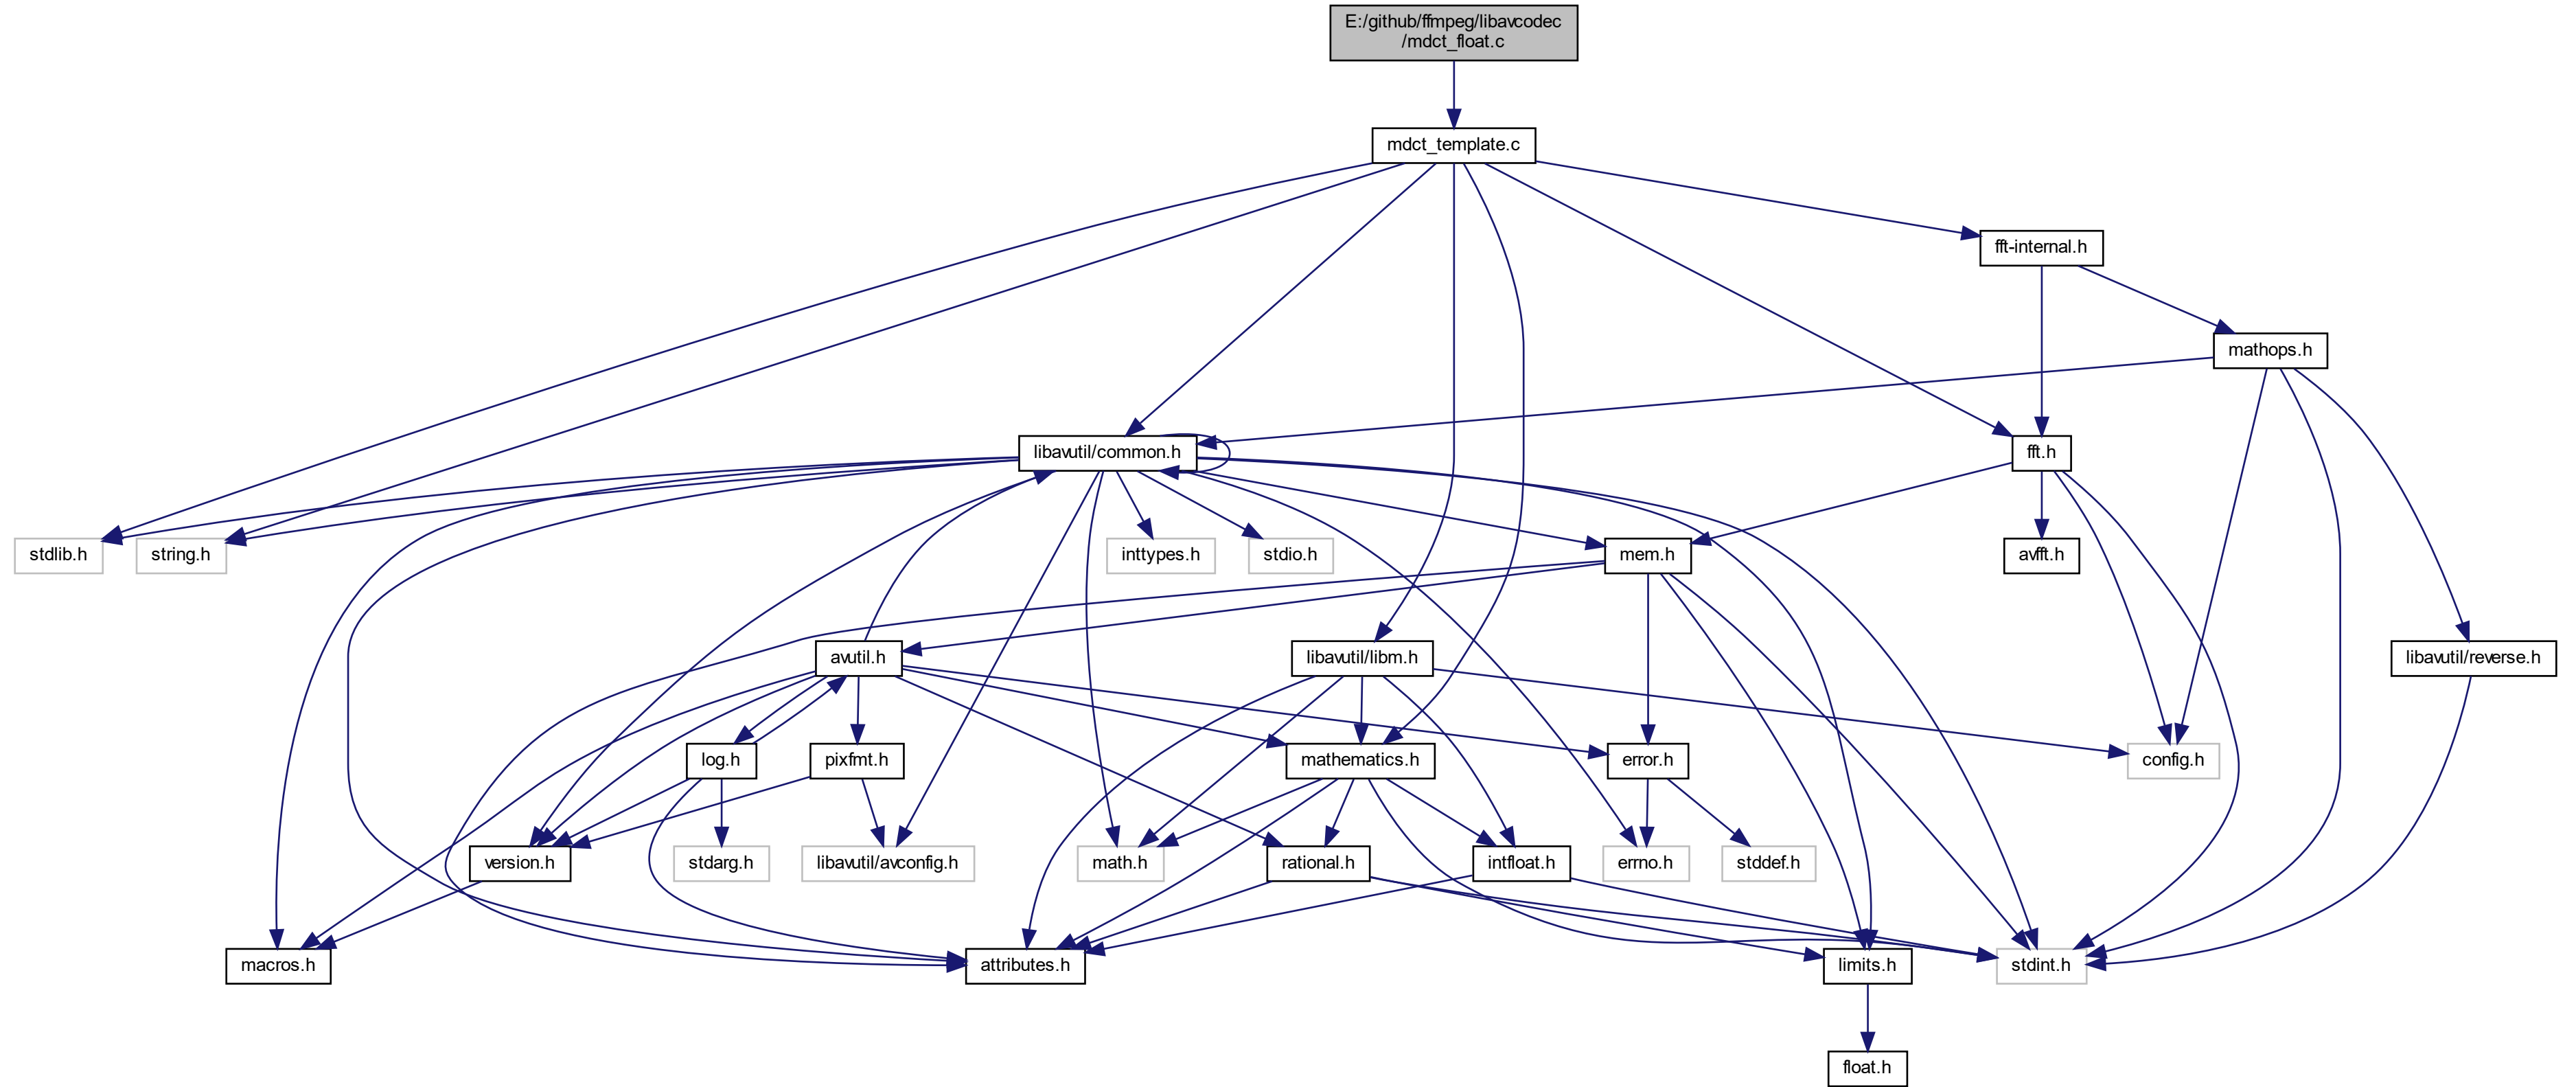 E:/github/ffmpeg/libavcodec
/mdct_float.c
mdct_template.c
fft-internal.h
mathops.h
libavutil/common.h
fft.h
stdlib.h
string.h
inttypes.h
stdio.h
mem.h
avfft.h
avutil.h
libavutil/libm.h
libavutil/reverse.h
log.h
pixfmt.h
mathematics.h
error.h
config.h
version.h
stdarg.h
libavutil/avconfig.h
math.h
rational.h
intfloat.h
errno.h
stddef.h
macros.h
attributes.h
limits.h
stdint.h
float.h